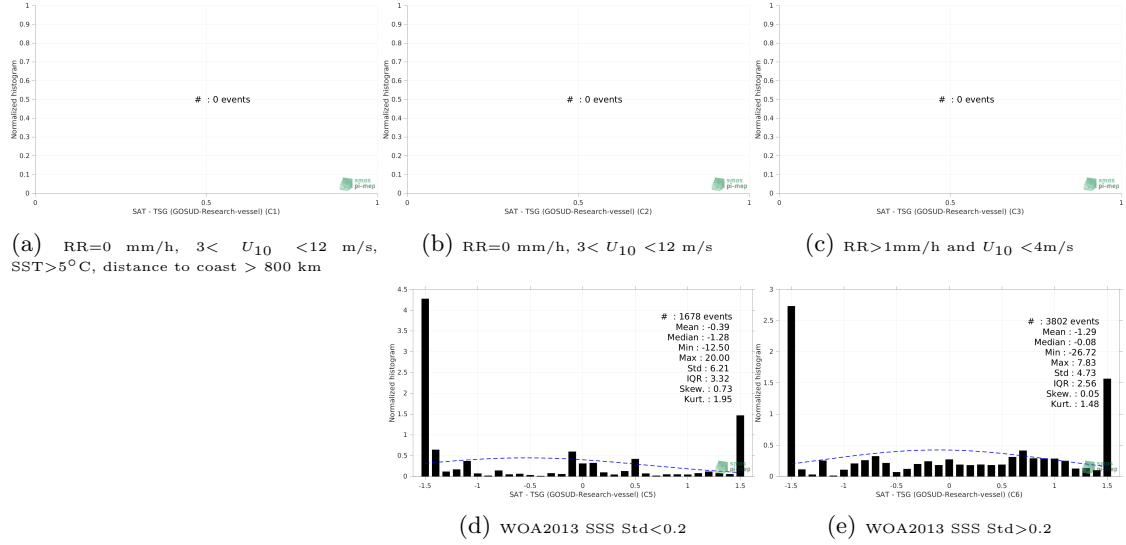 1
0.9
0.8
0.7
0.6
0.5
0.4
0.3
0.2
0.1
0
Normalized histogram
# : 0 events
smos
pi-mep
0 0.5 1
SAT - TSG (GOSUD-Research-vessel) (C1)
(a) RR=0 mm/h, 3< U10 <12 m/s,
SST>5°C, distance to coast > 800 km
1
0.9
0.8
0.7
0.6
0.5
0.4
0.3
0.2
0.1
0
Normalized histogram
# : 0 events
smos
pi-mep
0 0.5 1
SAT - TSG (GOSUD-Research-vessel) (C2)
(b) RR=0 mm/h, 3< U10 <12 m/s
1
0.9
0.8
0.7
0.6
0.5
0.4
0.3
0.2
0.1
0
Normalized histogram
# : 0 events
smos
pi-mep
0 0.5 1
SAT - TSG (GOSUD-Research-vessel) (C3)
(c) RR>1mm/h and U10 <4m/s
4.5
4
3.5
3
2.5
2
1.5
1
0.5
0
Normalized histogram
# : 1678 events
Mean : -0.39
Median : -1.28
Min : -12.50
Max : 20.00
Std : 6.21
IQR : 3.32
Skew. : 0.73
Kurt. : 1.95
smos
pi-mep
-1.5 -1 -0.5 0 0.5 1 1.5
SAT - TSG (GOSUD-Research-vessel) (C5)
(d) WOA2013 SSS Std<0.2
3
2.5
2
1.5
1
0.5
0
Normalized histogram
# : 3802 events
Mean : -1.29
Median : -0.08
Min : -26.72
Max : 7.83
Std : 4.73
IQR : 2.56
Skew. : 0.05
Kurt. : 1.48
smos
pi-mep
-1.5 -1 -0.5 0 0.5 1 1.5
SAT - TSG (GOSUD-Research-vessel) (C6)
(e) WOA2013 SSS Std>0.2